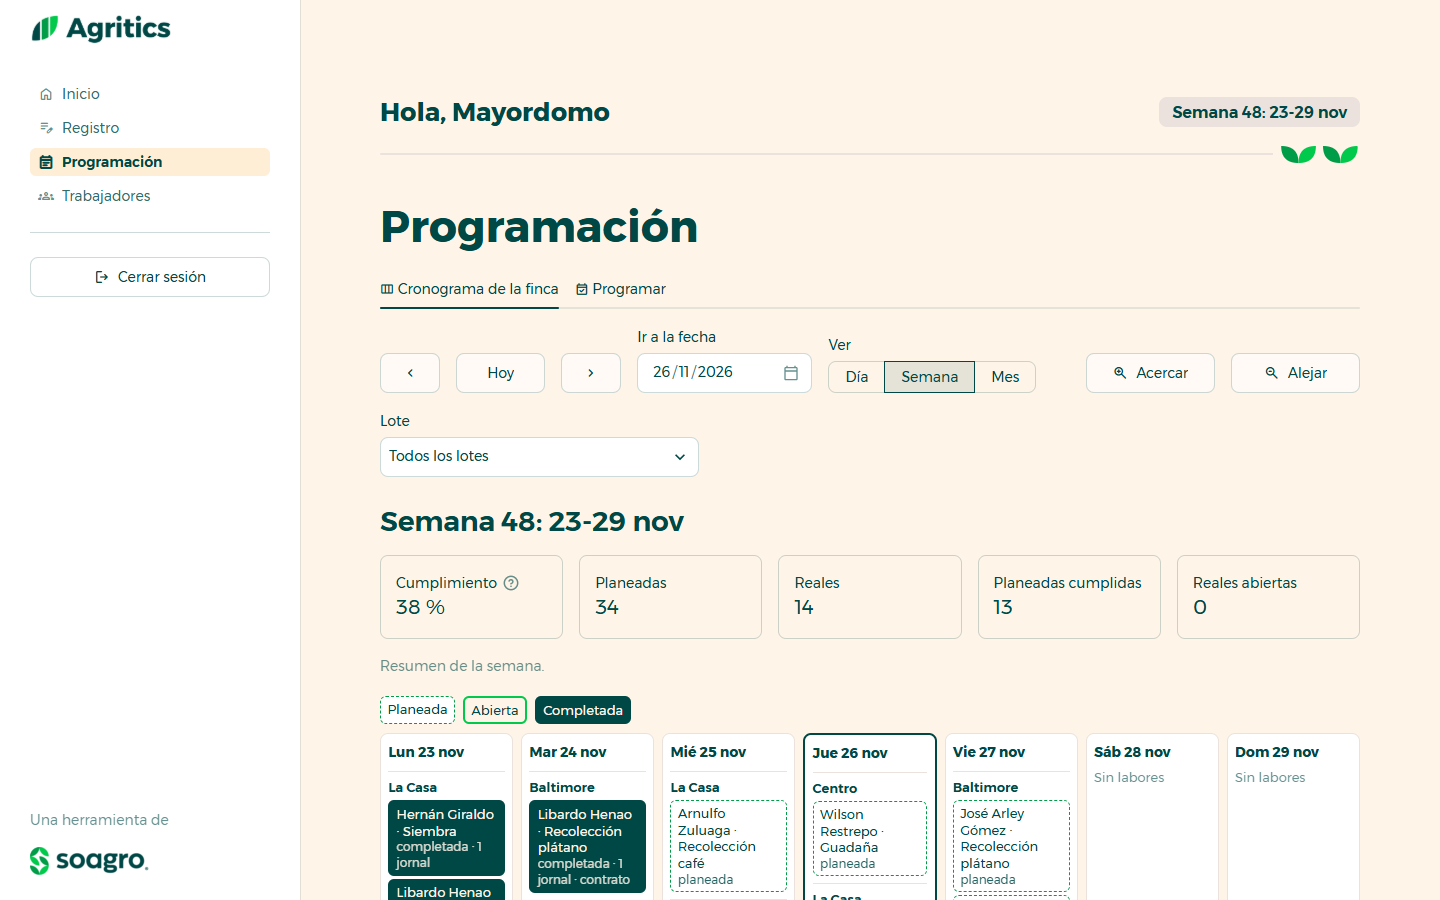 Agritics
Inicio
Registro
Programación
Trabajadores
Cerrar sesión
Una herramienta de
soagro.
Hola, Mayordomo
Semana 48: 23-29 nov
Programación
Cronograma de la finca
Programar
Hoy
Ir a la fecha
26/11/2026
Ver
Día
Semana
Mes
Acercar
Alejar
Lote
Todos los lotes
Semana 48: 23-29 nov
Cumplimiento
38 %
Planeadas
34
Reales
14
Planeadas cumplidas
13
Reales abiertas
0
Resumen de la semana.
Planeada
Abierta
Completada
Lun 23 nov
La Casa
Hernán Giraldo
· Siembra
completada · 1
jornal
Libardo Henao
Mar 24 nov
Baltimore
Libardo Henao
· Recolección
plátano
completada · 1
jornal · contrato
Mié 25 nov
La Casa
Arnulfo
Zuluaga ·
Recolección
café
planeada
Jue 26 nov
Centro
Wilson
Restrepo ·
Guadaña
planeada
La Casa
Vie 27 nov
Baltimore
José Arley
Gómez ·
Recolección
plátano
planeada
Sáb 28 nov
Sin labores
Dom 29 nov
Sin labores